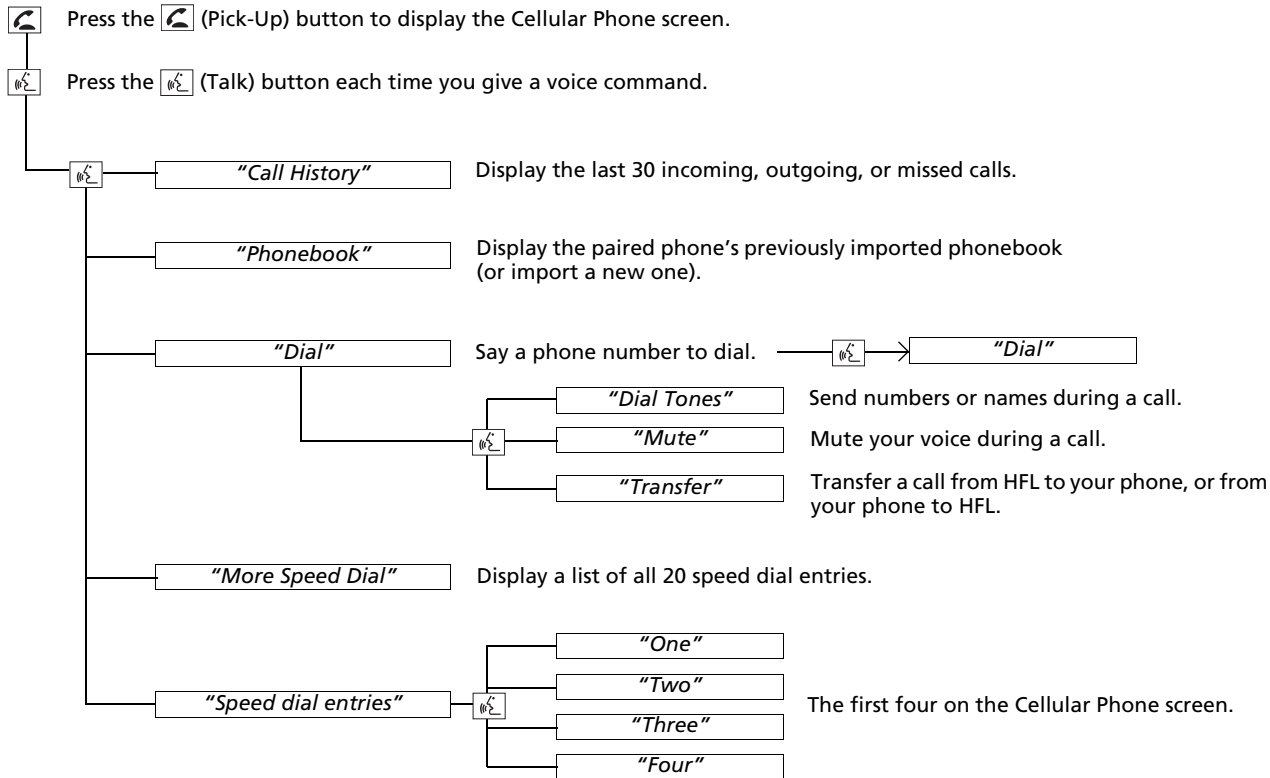 Press the (Pick-Up) button to display the Cellular Phone screen.
Press the (Talk) button each time you give a voice command.
“Call History” Display the last 30 incoming, outgoing, or missed calls.
“Phonebook” Display the paired phone’s previously imported phonebook
(or import a new one).
“Dial” Say a phone number to dial. “Dial”
“Dial Tones” Send numbers or names during a call.
“Mute” Mute your voice during a call.
“Transfer” Transfer a call from HFL to your phone, or from
your phone to HFL.
“More Speed Dial” Display a list of all 20 speed dial entries.
“Speed dial entries”
“One”
“Two”
“Three”
“Four”
The first four on the Cellular Phone screen.